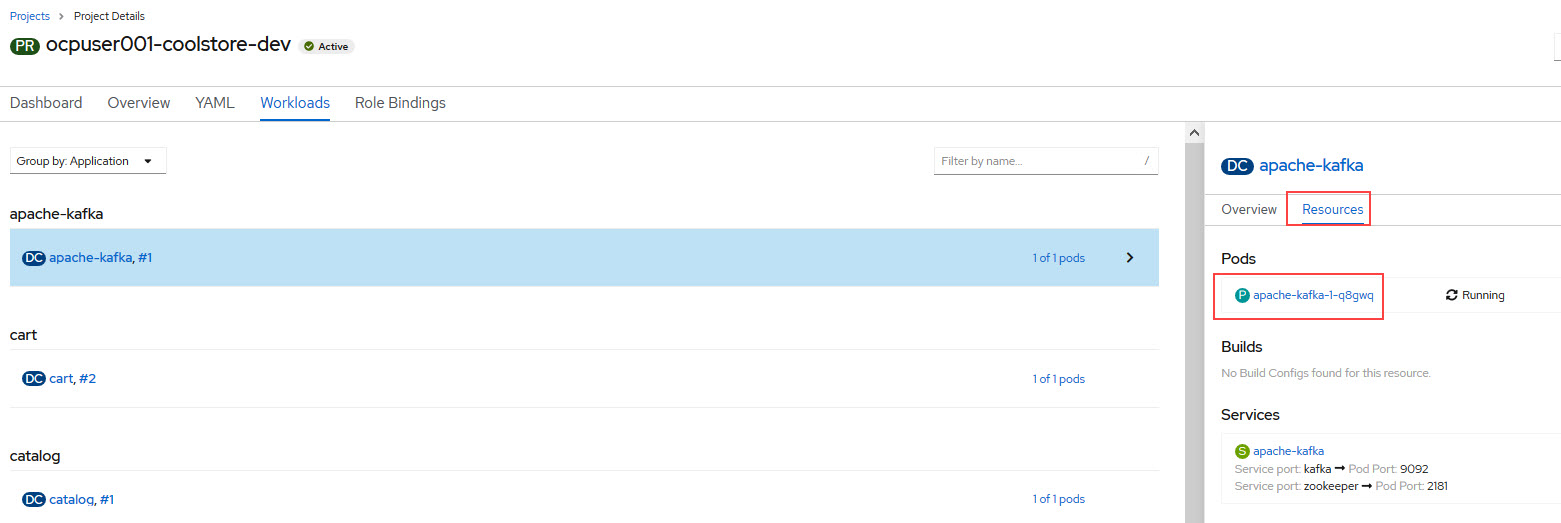 Projects > Project Details
PR ocpuser001-coolstore-dev Active
Dashboard Overview YAML Workloads Role Bindings
Group by: Application
Filter by name... /
apache-kafka
DC apache-kafka, #1 1 of 1 pods
cart
DC cart, #2 1 of 1 pods
catalog
DC catalog, #1 1 of 1 pods
DC apache-kafka
Overview Resources
Pods
P apache-kafka-1-q8gwq Running
Builds
No Build Configs found for this resource.
Services
S apache-kafka
Service port: kafka → Pod Port: 9092
Service port: zookeeper → Pod Port: 2181